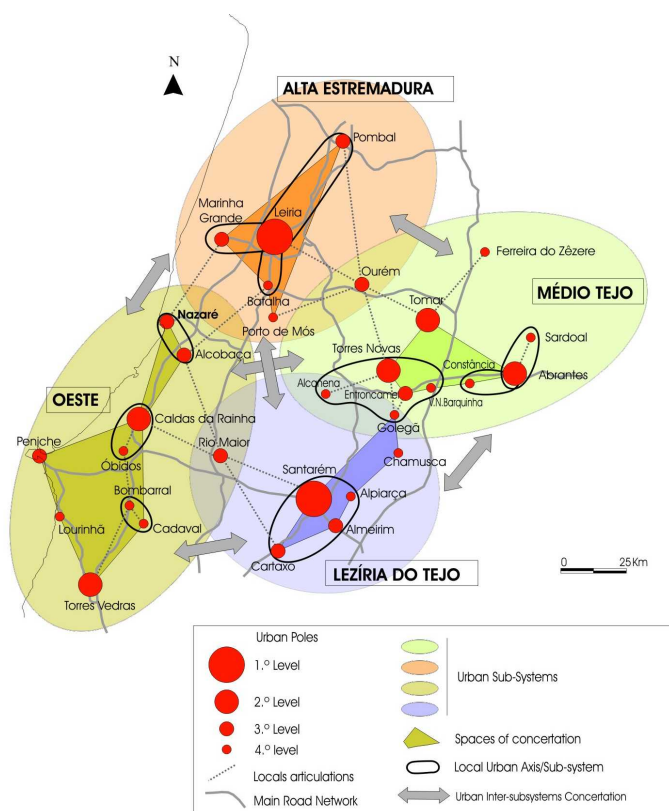 N
ALTA ESTREMADURA
Pombal
Marinha
Grande
Leiria
Ferreira do Zêzere
Ourém
Batalha
MÉDIO TEJO
Tomar
Nazaré
Porto de Mós
Sardoal
Torres Novas
Constância
Alcobaça
Abrantes
Alcanena
Entroncamen
V.N.Barquinha
OESTE
Caldas da Rainha
Golegã
Peniche
Rio Maior
Chamusca
Óbidos
Santarém
Bombarral
Alpiarça
Lourinhã
Cadaval
Almeirim
0 25 Km
Cartaxo
LEZÍRIA DO TEJO
Torres Vedras
Urban Poles
1.º Level
2.º Level
3.º Level
4.º level
Locals articulations
Main Road Network
Urban Sub-Systems
Spaces of concertation
Local Urban Axis/Sub-system
Urban Inter-subsystems Concertation